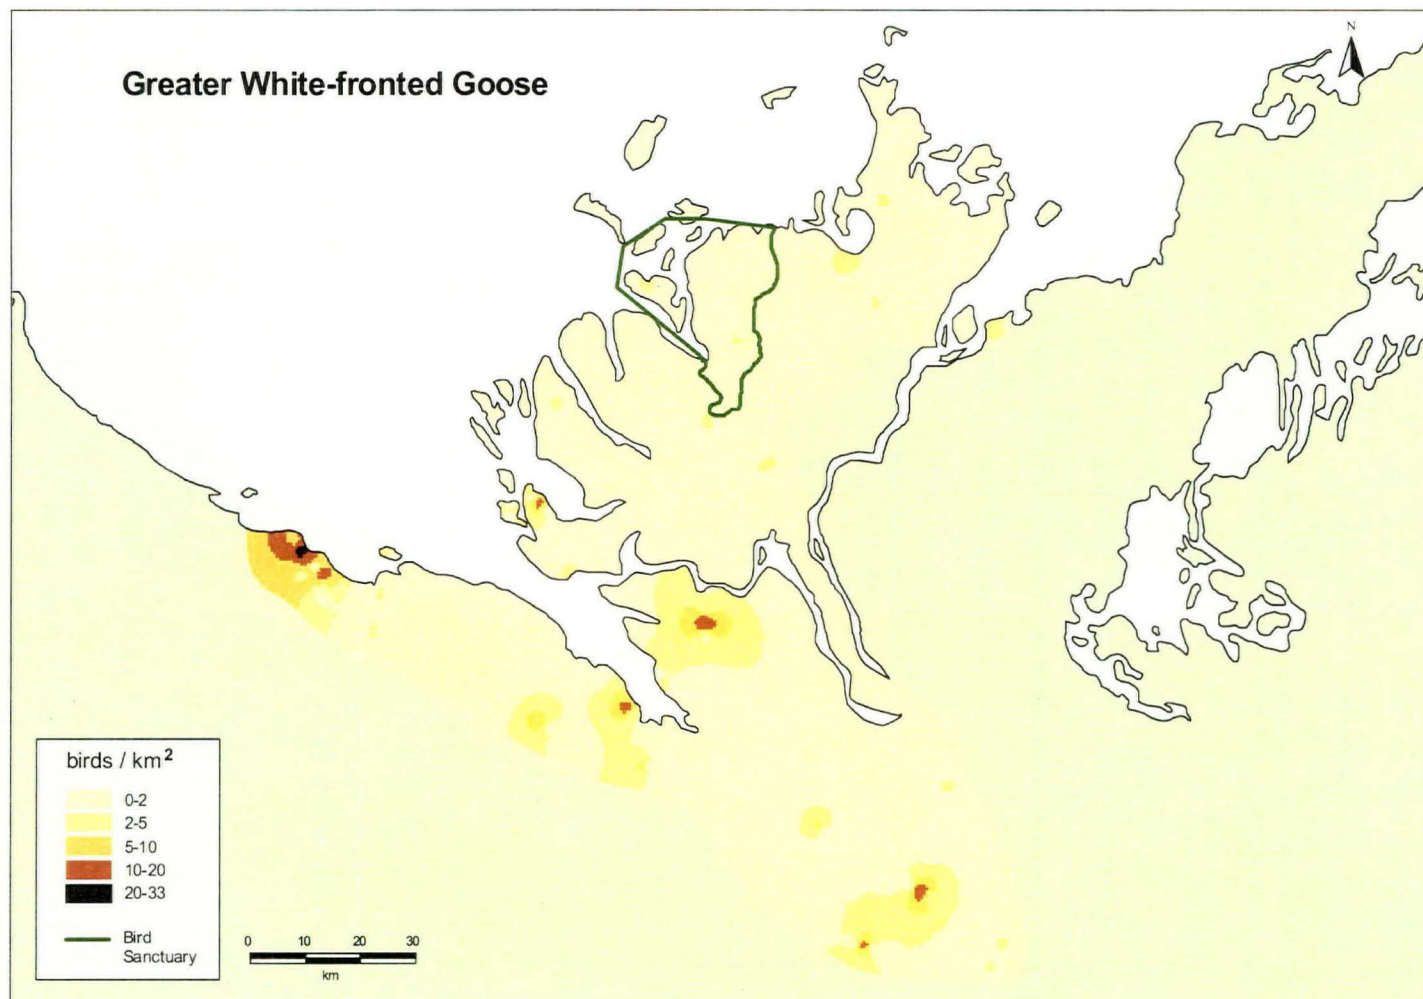 N
Greater White-fronted Goose
birds / km²
0-2
2-5
5-10
10-20
20-33
Bird
Sanctuary
0 10 20 30
km